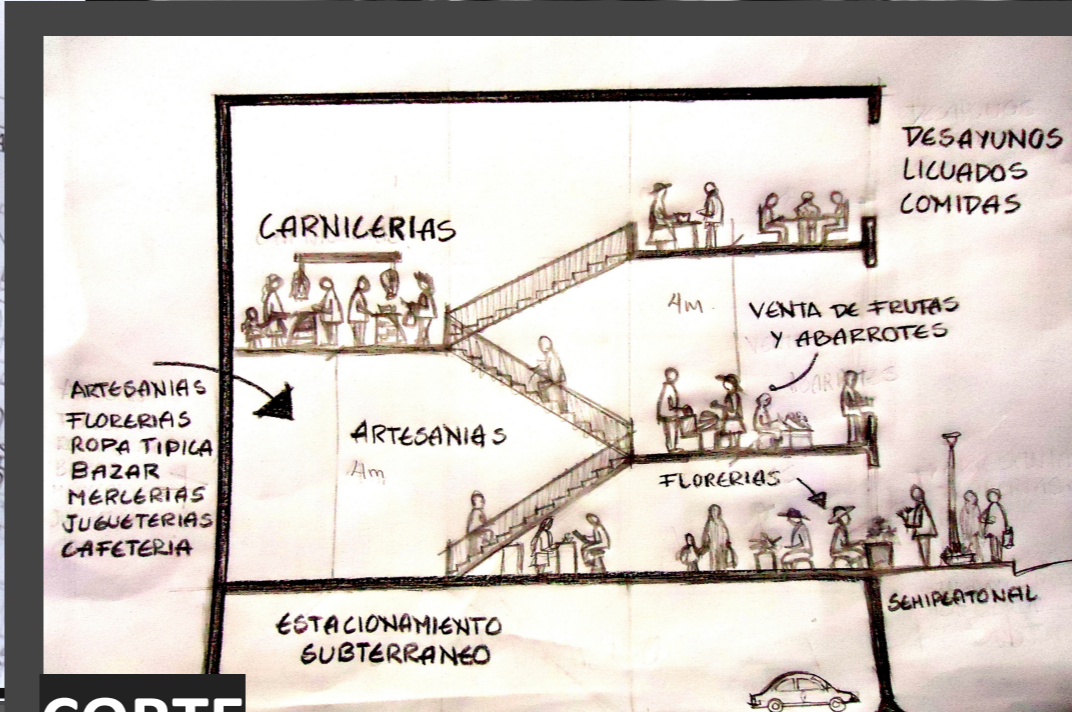 DESAYUNOS
LICUADOS
COMIDAS
CARNICERIAS
4m.
VENTA DE FRUTAS
Y ABARROTES
ARTESANIAS
FLORERIAS
ROPA TIPICA
BAZAR
MERCERIAS
JUGUETERIAS
CAFETERIA
ARTESANIAS
4m
FLORERIAS
SEMIPEATONAL
ESTACIONAMIENTO
SUBTERRANEO
CORTE